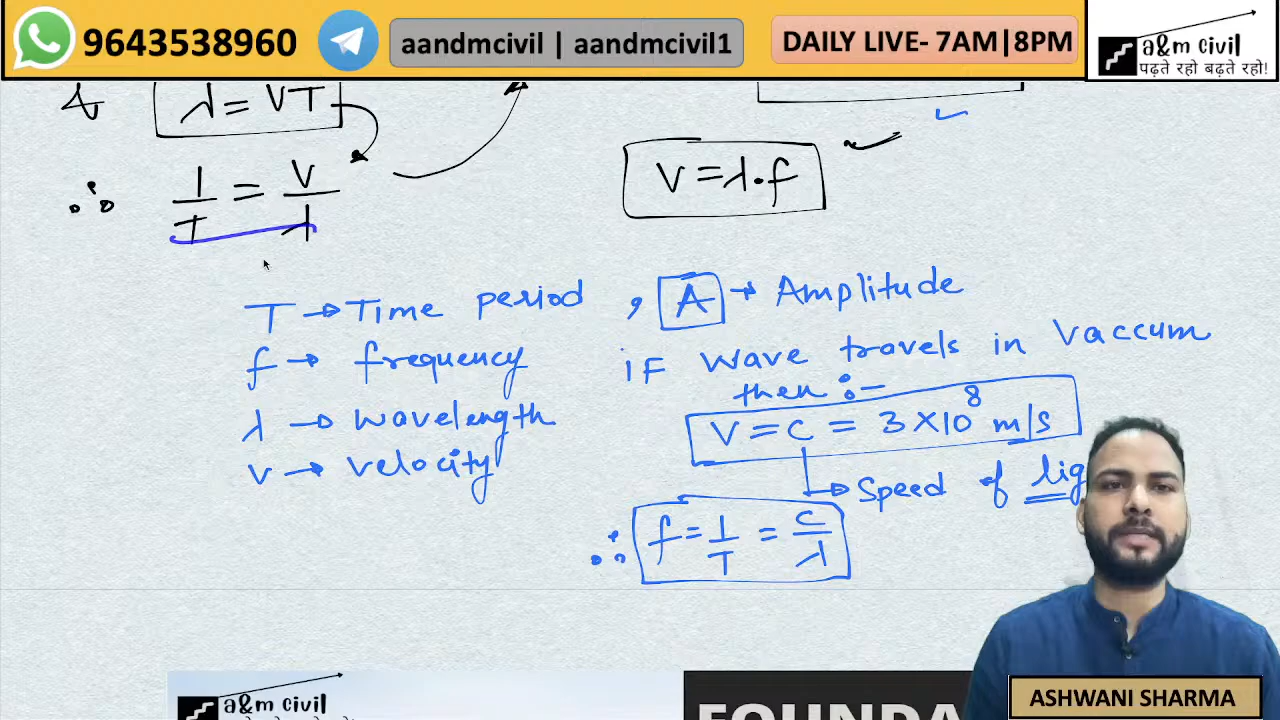 9643538960
aandmcivil | aandmcivil1
DAILY LIVE- 7AM|8PM
a&m civil
पढ़ते रहो बढ़ते रहो!
& λ = VT
∴ 1/T = V/λ
V = λ.f
T → Time period , A → Amplitude
f → frequency
λ → wavelength
v → velocity
if wave travels in vaccum
then :-
V = C = 3×10⁸ m/s
→ Speed of lig
∴ f = 1/T = C/λ
a&m civil
FOUNDA
ASHWANI SHARMA